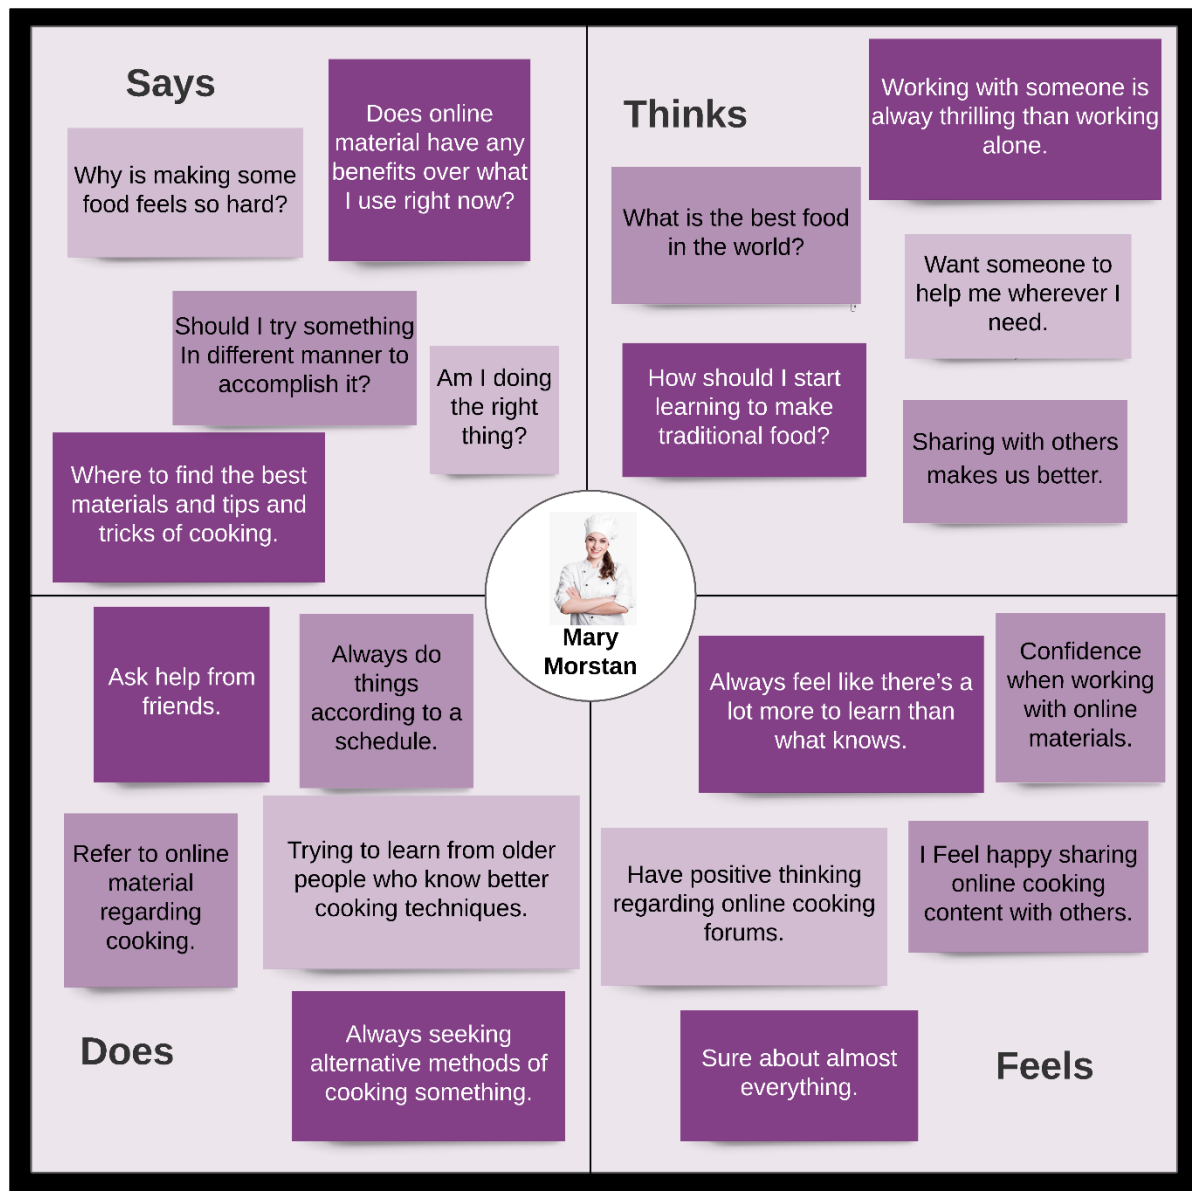 Says
Why is making some
food feels so hard?
Does online
material have any
benefits over what
I use right now?
Should I try something
In different manner to
accomplish it?
Am I doing
the right
thing?
Where to find the best
materials and tips and
tricks of cooking.
Thinks
Working with someone is
alway thrilling than working
alone.
What is the best food
in the world?
Want someone to
help me wherever I
need.
How should I start
learning to make
traditional food?
Sharing with others
makes us better.
Mary
Morstan
Ask help from
friends.
Always do
things
according to a
schedule.
Refer to online
material
regarding
cooking.
Trying to learn from older
people who know better
cooking techniques.
Does
Always seeking
alternative methods of
cooking something.
Always feel like there’s a
lot more to learn than
what knows.
Confidence
when working
with online
materials.
Have positive thinking
regarding online cooking
forums.
I Feel happy sharing
online cooking
content with others.
Sure about almost
everything.
Feels